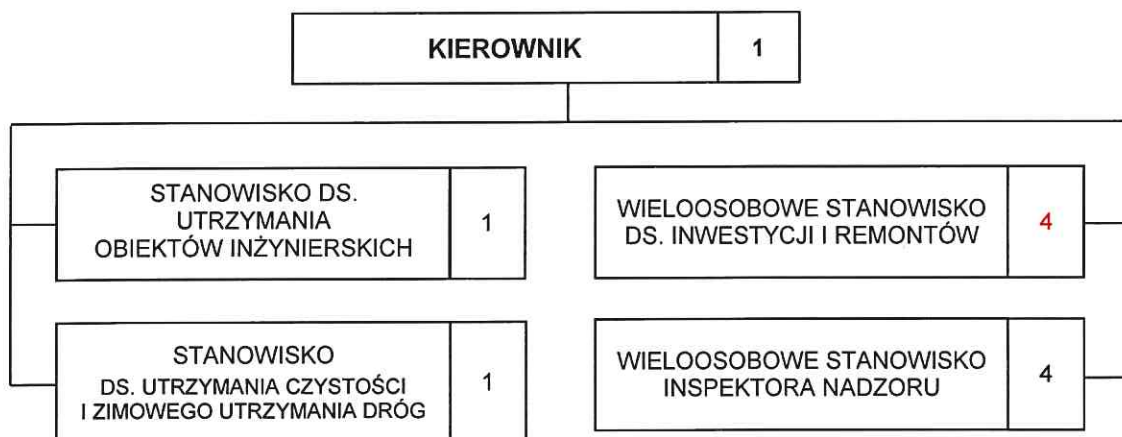 KIEROWNIK 1
STANOWISKO DS.
UTRZYMANIA
OBIEKTÓW INŻYNIERSKICH
1
WIELOOSOBOWE STANOWISKO
DS. INWESTYCJI I REMONTÓW
4
STANOWISKO
DS. UTRZYMANIA CZYSTOŚCI
I ZIMOWEGO UTRZYMANIA DRÓG
1
WIELOOSOBOWE STANOWISKO
INSPEKTORA NADZORU
4